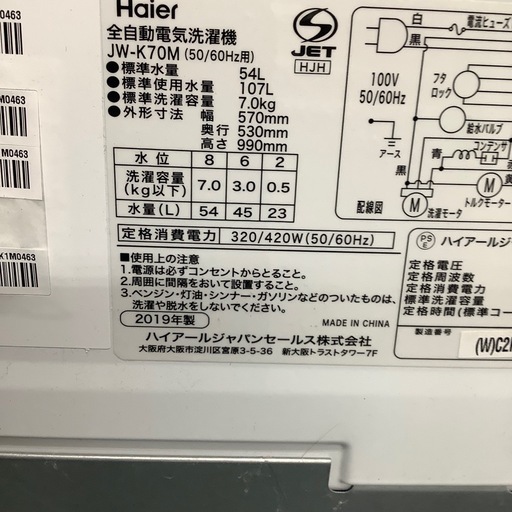 Haier
全自動電気洗濯機
JW-K70M (50/60Hz用)
●標準水量 54L
●標準使用水量 107L
●標準洗濯容量 7.0kg
●外形寸法 幅 570mm
奥行 530mm
高さ 990mm
水位 8 6 2
洗濯容量(kg以下) 7.0 3.0 0.5
水量(L) 54 45 23
定格消費電力 320/420W(50/60Hz)
■使用上の注意
1.電源は必ずコンセントからとること。
2.周囲に間隔をおいて設置すること。
3.ベンジン・灯油・シンナー・ガソリンなどのついたものは、
洗濯や脱水をしないでください。
2019年製
MADE IN CHINA
ハイアールジャパンセールス株式会社
大阪府大阪市淀川区宮原3-5-36 新大阪トラストタワー7F
S
JET
HJH
白
黒
電流ヒューズ
100V
50/60Hz
フタ
ロック
給水バルブ
アース
青
コンデンサ
黄
黒
M
M
配線図
洗濯モータ
トルクモーター
黒
PS
E
ハイアールジャ
定格電圧
定格周波数
定格消費電力
標準洗濯容量
定格時間(標準コー
製造番号
(W)C2
M0463
M0463
M0463
K1M0463